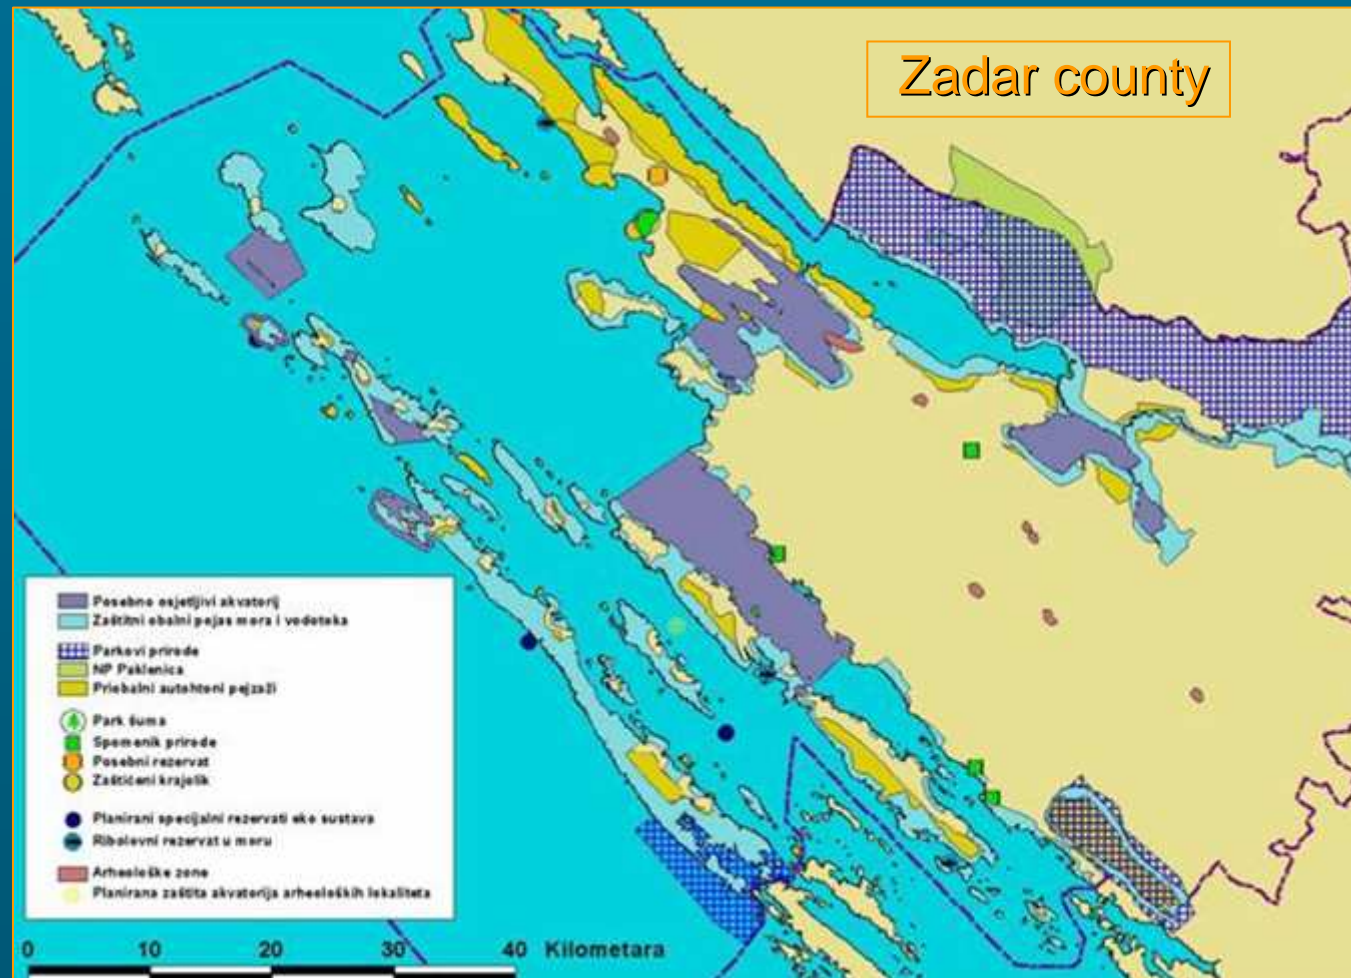 Zadar county
Posebno osjetljivi akvatorij
Zaštitni obalni pojas mora i vodoteka
Parkovi prirode
NP Paklenica
Priobalni autohtoni pejzaži
Park šuma
Spomenik prirode
Posebni rezervat
Zaštićeni krajolik
Planirani specijalni rezervati eko sustava
Ribolovni rezervat u moru
Arheološke zone
Planirana zaštita akvatorija arheoloških lokaliteta
0 10 20 30 40 Kilometara